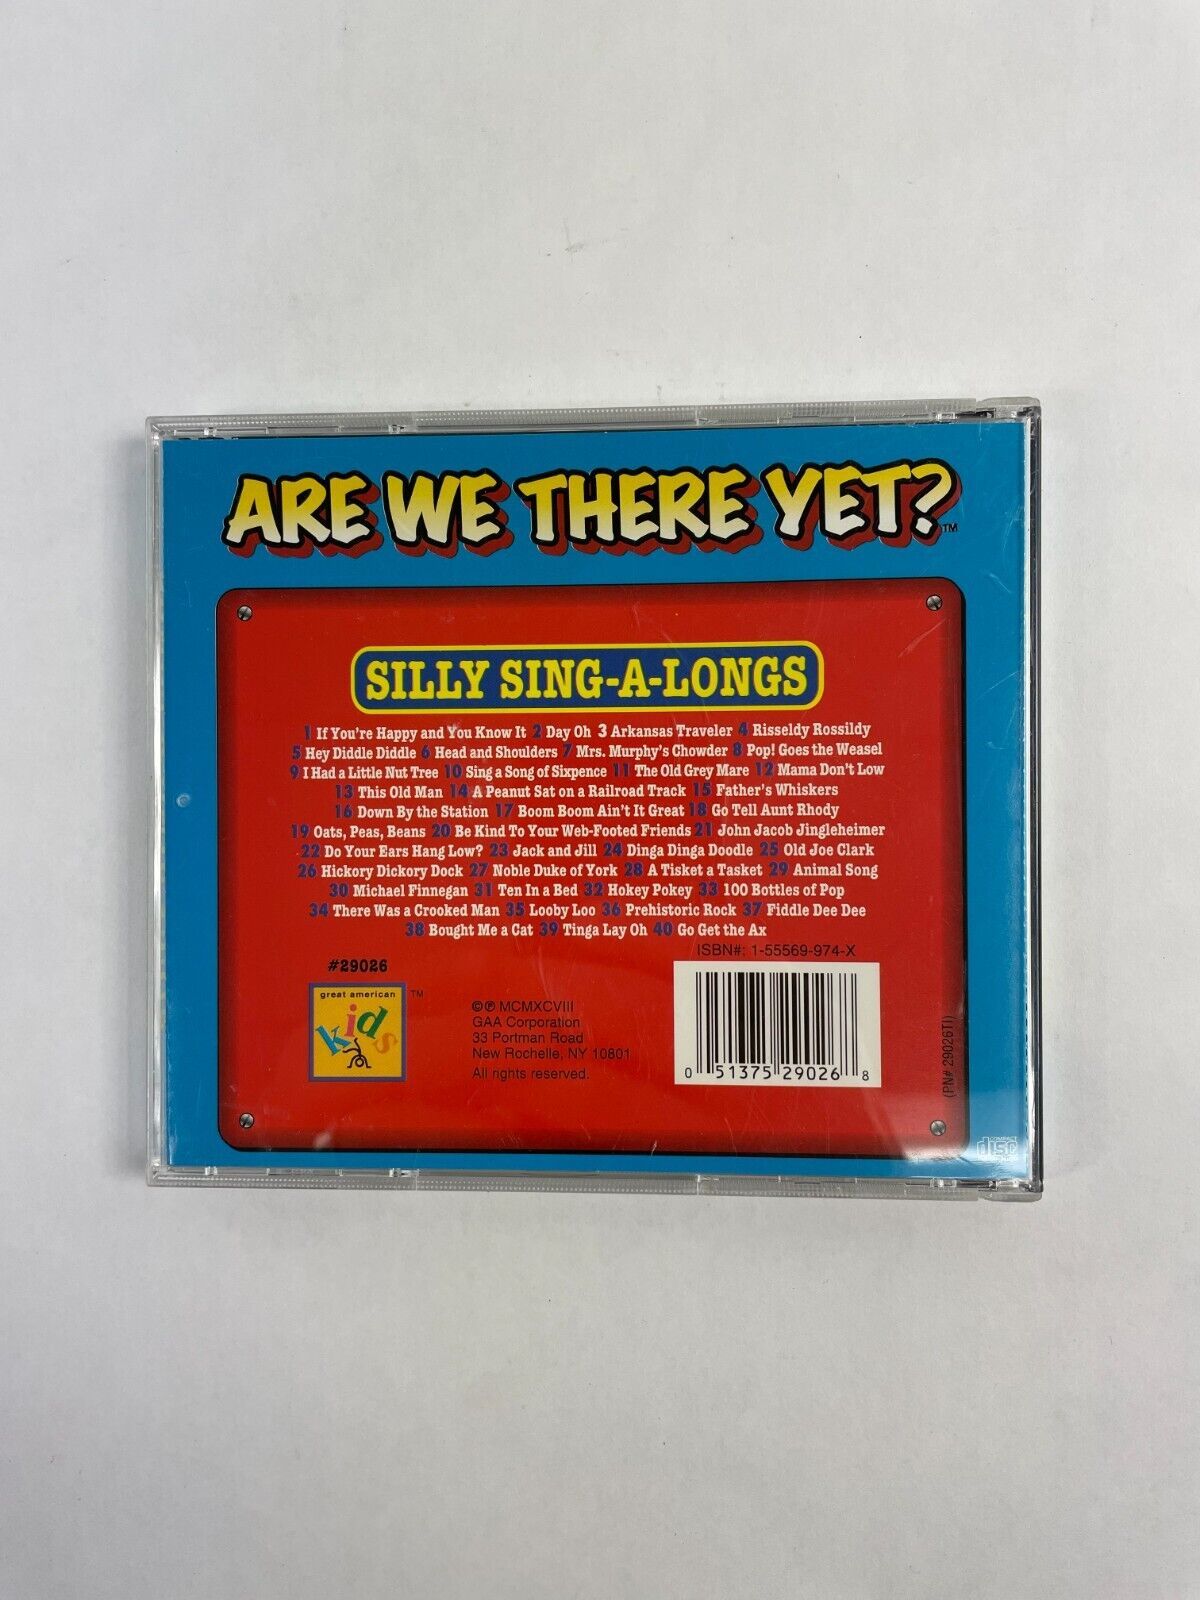 ARE WE THERE YET?™
SILLY SING-A-LONGS
1 If You're Happy and You Know It 2 Day Oh 3 Arkansas Traveler 4 Risseldy Rossildy
5 Hey Diddle Diddle 6 Head and Shoulders 7 Mrs. Murphy's Chowder 8 Pop! Goes the Weasel
9 I Had a Little Nut Tree 10 Sing a Song of Sixpence 11 The Old Grey Mare 12 Mama Don't Low
13 This Old Man 14 A Peanut Sat on a Railroad Track 15 Father's Whiskers
16 Down By the Station 17 Boom Boom Ain't It Great 18 Go Tell Aunt Rhody
19 Oats, Peas, Beans 20 Be Kind To Your Web-Footed Friends 21 John Jacob Jingleheimer
22 Do Your Ears Hang Low? 23 Jack and Jill 24 Dinga Dinga Doodle 25 Old Joe Clark
26 Hickory Dickory Dock 27 Noble Duke of York 28 A Tisket a Tasket 29 Animal Song
30 Michael Finnegan 31 Ten In a Bed 32 Hokey Pokey 33 100 Bottles of Pop
34 There Was a Crooked Man 35 Looby Loo 36 Prehistoric Rock 37 Fiddle Dee Dee
38 Bought Me a Cat 39 Tinga Lay Oh 40 Go Get the Ax
ISBN#: 1-55569-974-X
#29026
great american ™
kids
©℗ MCMXCVIII
GAA Corporation
33 Portman Road
New Rochelle, NY 10801
All rights reserved.
0 51375 29026 8
(PN# 29026TI)
COMPACT
disc